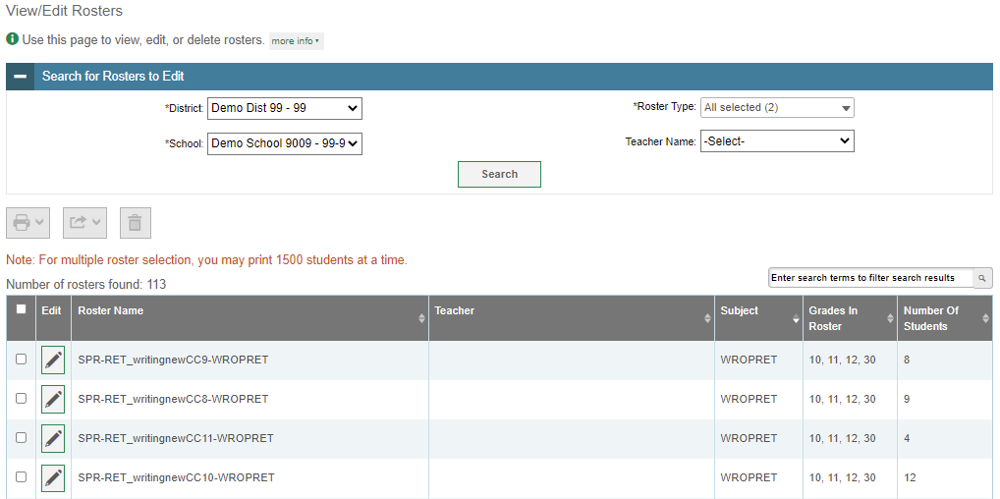 View/Edit Rosters
Use this page to view, edit, or delete rosters. more info
Search for Rosters to Edit
*District: Demo Dist 99 - 99 *Roster Type: All selected (2)
*School: Demo School 9009 - 99-9 Teacher Name: -Select-
Search
Note: For multiple roster selection, you may print 1500 students at a time.
Number of rosters found: 113 Enter search terms to filter search results
Edit Roster Name Teacher Subject Grades In Roster Number Of Students
SPR-RET_writingnewCC9-WROPRET WROPRET 10, 11, 12, 30 8
SPR-RET_writingnewCC8-WROPRET WROPRET 10, 11, 12, 30 9
SPR-RET_writingnewCC11-WROPRET WROPRET 10, 11, 12, 30 4
SPR-RET_writingnewCC10-WROPRET WROPRET 10, 11, 12, 30 12